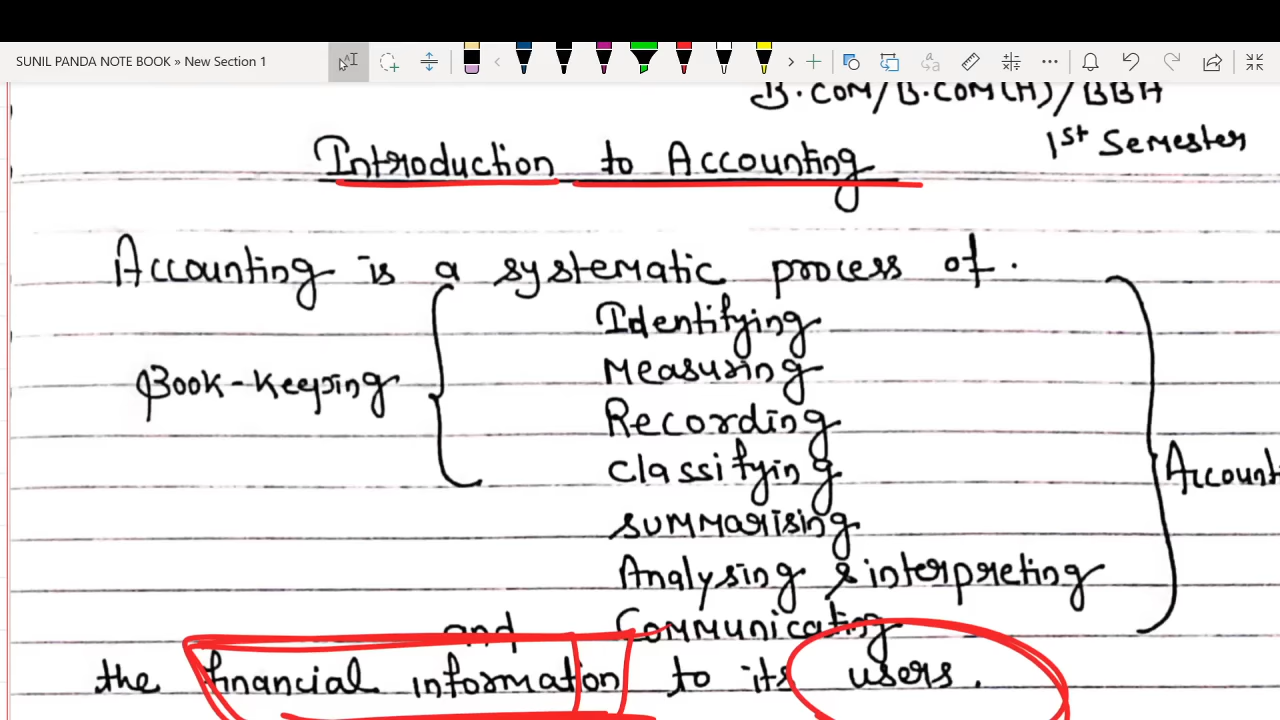 SUNIL PANDA NOTE BOOK » New Section 1
B.COM/B.COM(H)/BBA
1st Semester
Introduction to Accounting
Accounting is a systematic process of.
Identifying
Measuring
Book-Keeping
Recording
Classifying
Account
Summarising
Analysing & interpreting
and Communicating
the financial information to its users.